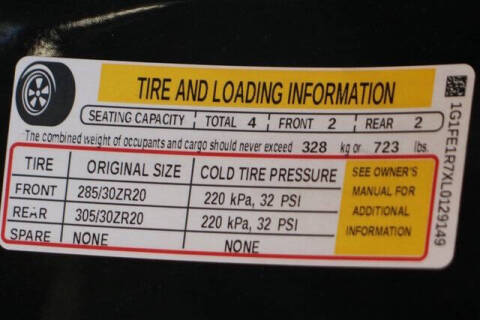 TIRE AND LOADING INFORMATION
SEATING CAPACITY TOTAL 4 FRONT 2 REAR 2
The combined weight of occupants and cargo should never exceed 328 kg or 723 lbs.
TIRE ORIGINAL SIZE COLD TIRE PRESSURE
FRONT 285/30ZR20 220 kPa, 32 PSI
REAR 305/30ZR20 220 kPa, 32 PSI
SPARE NONE NONE
SEE OWNER'S
MANUAL FOR
ADDITIONAL
INFORMATION
1G1FE1R7XL0129149